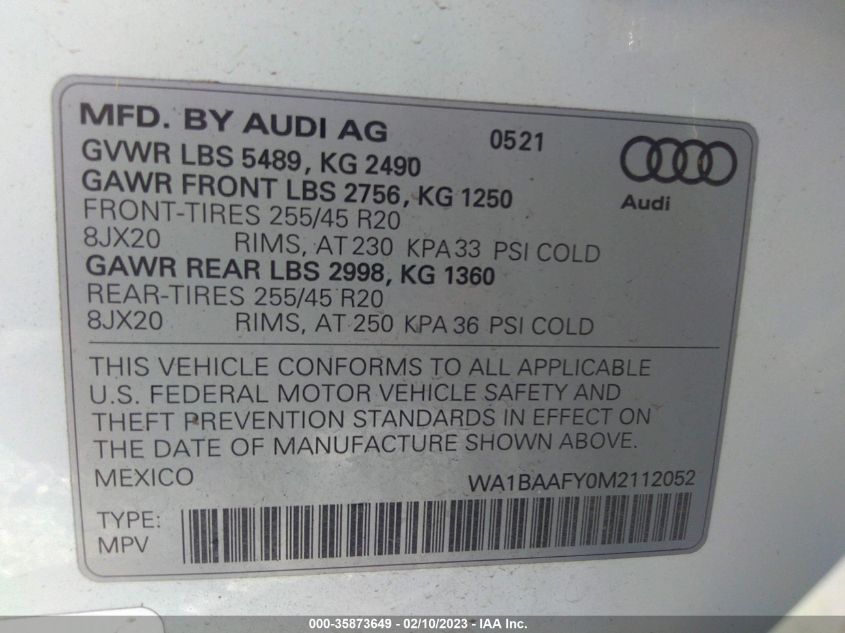 MFD. BY AUDI AG 0521
GVWR LBS 5489, KG 2490
GAWR FRONT LBS 2756, KG 1250
Audi
FRONT-TIRES 255/45 R20
8JX20 RIMS, AT 230 KPA 33 PSI COLD
GAWR REAR LBS 2998, KG 1360
REAR-TIRES 255/45 R20
8JX20 RIMS, AT 250 KPA 36 PSI COLD
THIS VEHICLE CONFORMS TO ALL APPLICABLE
U.S. FEDERAL MOTOR VEHICLE SAFETY AND
THEFT PREVENTION STANDARDS IN EFFECT ON
THE DATE OF MANUFACTURE SHOWN ABOVE.
MEXICO WA1BAAFY0M2112052
TYPE:
MPV
000-35873649 — 02/10/2023 — IAA Inc.